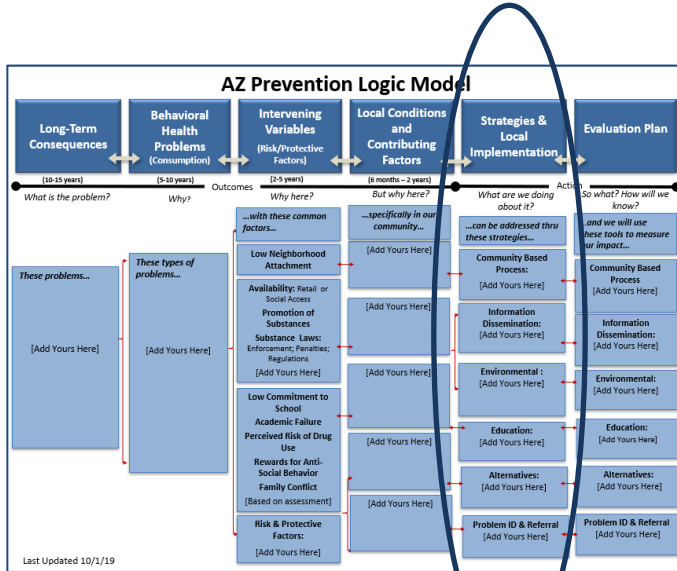 AZ Prevention Logic Model
Long-Term
Consequences
Behavioral
Health
Problems
(Consumption)
Intervening
Variables
(Risk/Protective
Factors)
Local Conditions
and
Contributing
Factors
Strategies &
Local
Implementation
Evaluation Plan
(10-15 years)
(5-10 years)
Outcomes
(2-5 years)
(6 months – 2 years)
Action
What is the problem?
Why?
Why here?
But why here?
What are we doing
about it?
So what? How will we
know?
These problems...
[Add Yours Here]
These types of
problems...
[Add Yours Here]
...with these common
factors...
Low Neighborhood
Attachment
Availability: Retail or
Social Access
Promotion of
Substances
Substance Laws:
Enforcement; Penalties;
Regulations
[Add Yours Here]
Low Commitment to
School
Academic Failure
Perceived Risk of Drug
Use
Rewards for Anti-
Social Behavior
Family Conflict
[Based on assessment]
Risk & Protective
Factors:
[Add Yours Here]
...specifically in our
community...
[Add Yours Here]
[Add Yours Here]
[Add Yours Here]
[Add Yours Here]
[Add Yours Here]
...can be addressed thru
these strategies...
Community Based
Process:
[Add Yours Here]
Information
Dissemination:
[Add Yours Here]
Environmental :
[Add Yours Here]
Education:
[Add Yours Here]
Alternatives:
[Add Yours Here]
Problem ID & Referral
[Add Yours Here]
...and we will use
these tools to measure
our impact...
Community Based
Process
[Add Yours Here]
Information
Dissemination:
[Add Yours Here]
Environmental:
[Add Yours Here]
Education:
[Add Yours Here]
Alternatives:
[Add Yours Here]
Problem ID & Referral
[Add Yours Here]
Last Updated 10/1/19